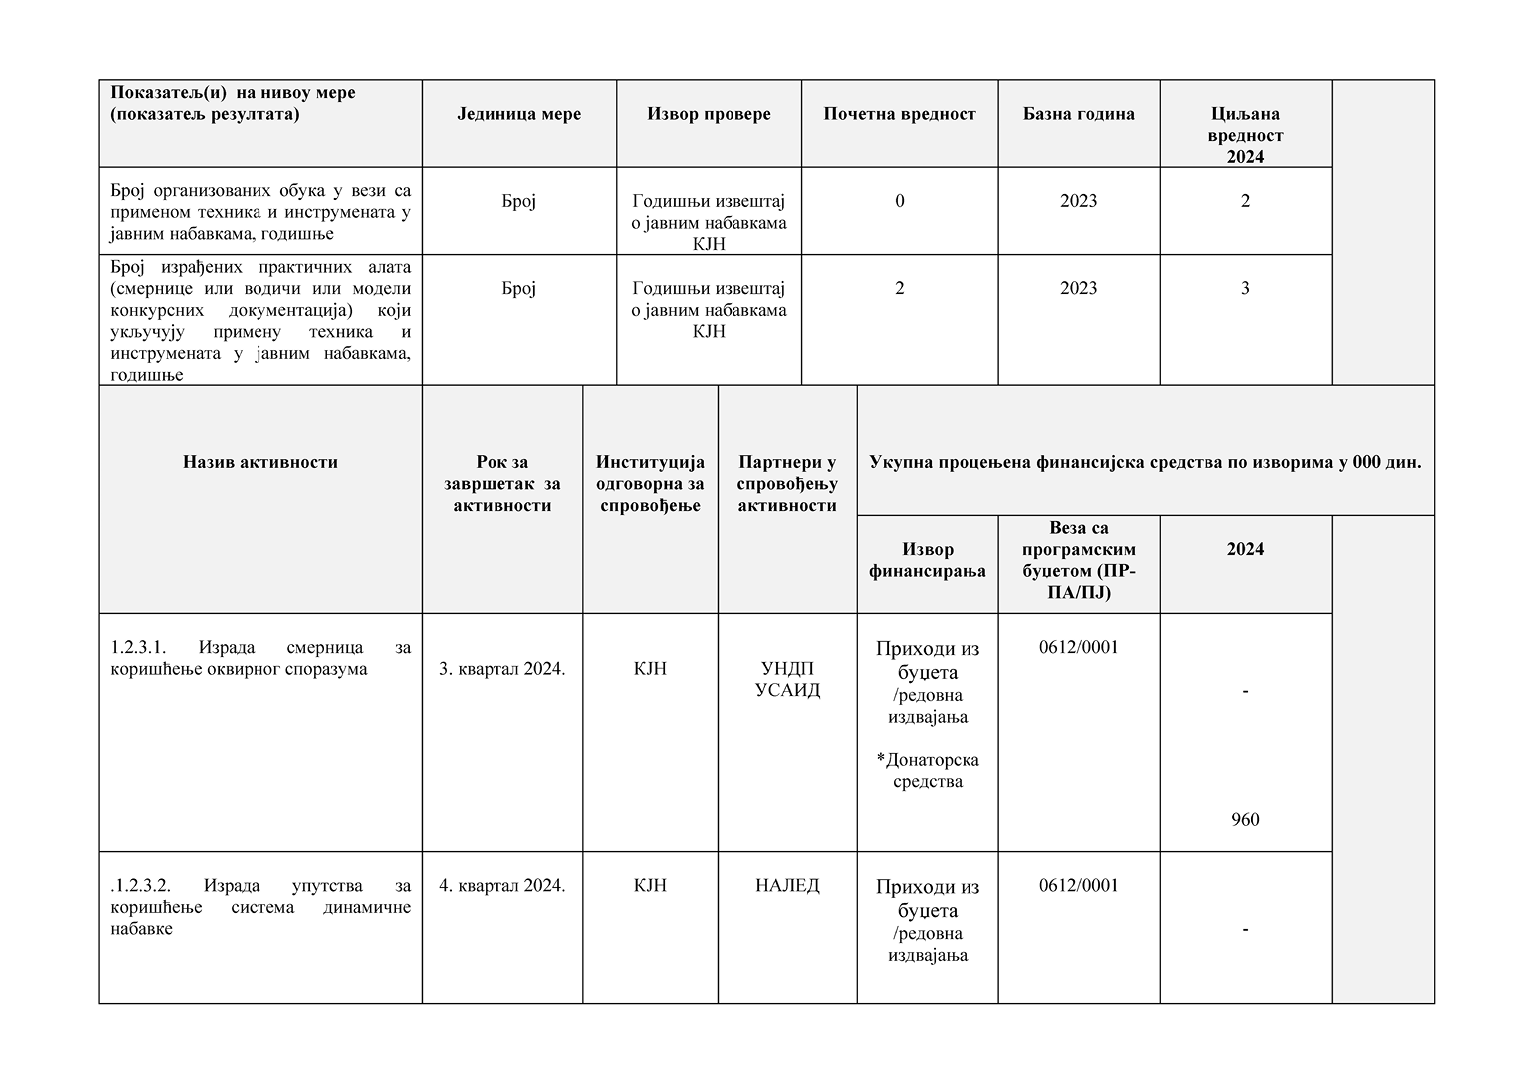 Показатељ(и) на нивоу мере
(показатељ резултата)
Јединица мере
Извор провере
Почетна вредност
Базна година
Циљана
вредност
2024
Број организованих обука у вези са
применом техника и инструмената у
јавним набавкама, годишње
Број
Годишњи извештај
о јавним набавкама
КЈН
0
2023
2
Број израђених практичних алата
(смернице или водичи или модели
конкурсних документација) који
укључују примену техника и
инструмената у јавним набавкама,
годишње
Број
Годишњи извештај
о јавним набавкама
КЈН
2
2023
3
Назив активности
Рок за
завршетак за
активности
Институција
одговорна за
спровођење
Партнери у
спровођењу
активности
Укупна процењена финансијска средства по изворима у 000 дин.
Извор
финансирања
Веза са
програмским
буџетом (ПР-
ПА/ПЈ)
2024
1.2.3.1. Израда смерница за
коришћење оквирног споразума
3. квартал 2024.
КЈН
УНДП
УСАИД
Приходи из
буџета
/редовна
издвајања
*Донаторска
средства
0612/0001
-
960
.1.2.3.2. Израда упутства за
коришћење система динамичне
набавке
4. квартал 2024.
КЈН
НАЛЕД
Приходи из
буџета
/редовна
издвајања
0612/0001
-